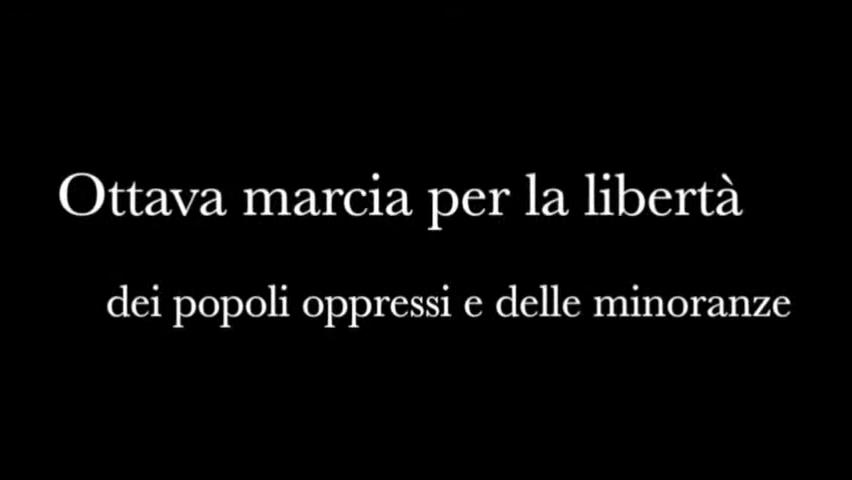 Ottava marcia per la libertà
dei popoli oppressi e delle minoranze